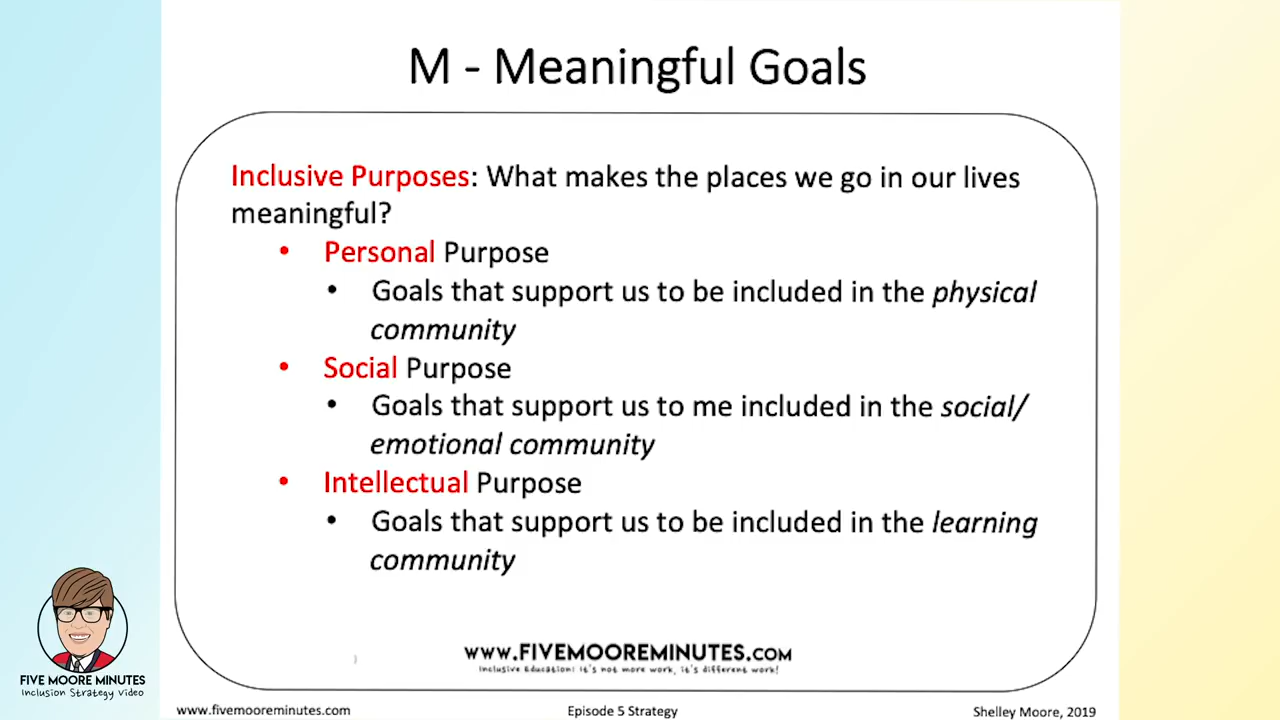 M - Meaningful Goals
Inclusive Purposes: What makes the places we go in our lives
meaningful?
• Personal Purpose
• Goals that support us to be included in the physical
community
• Social Purpose
• Goals that support us to me included in the social/
emotional community
• Intellectual Purpose
• Goals that support us to be included in the learning
community
www.FIVEMOOREMINUTES.COM
Inclusive Education: it's not more work, it's different work!
FIVE MOORE MINUTES
Inclusion Strategy Video
www.fivemooreminutes.com
Episode 5 Strategy
Shelley Moore, 2019